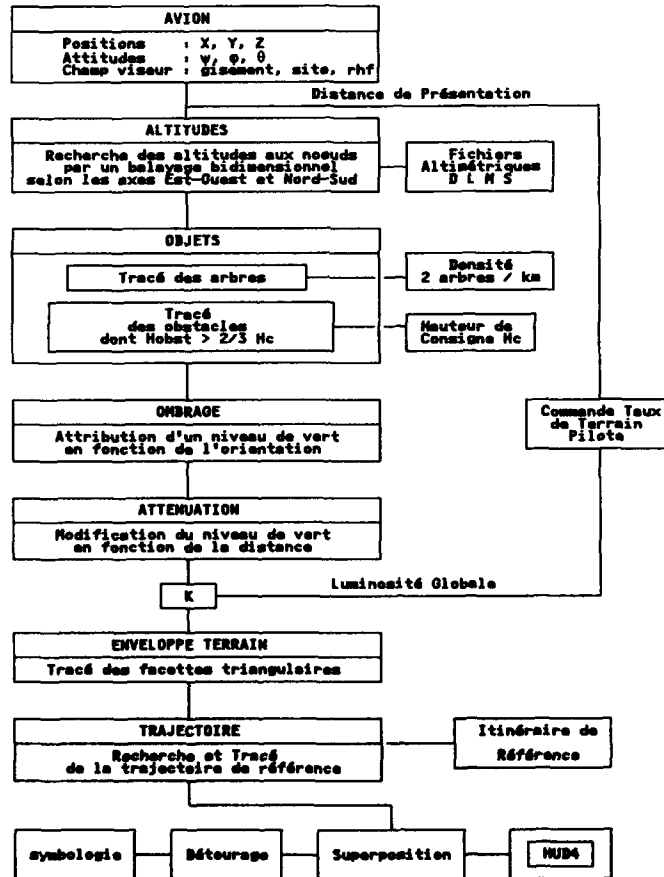 AVION
Positions : X, Y, Z
Attitudes : ψ, φ, θ
Champ viseur : gisement, site, rhf
Distance de Présentation
ALTITUDES
Recherche des altitudes aux noeuds
par un balayage bidimensionnel
selon les axes Est-Ouest et Nord-Sud
Fichiers
Altimétriques
D L M S
OBJETS
Tracé des arbres
Densité
2 arbres / km
Tracé
des obstacles
dont Hobst > 2/3 Hc
Hauteur de
Consigne Hc
OMBRAGE
Attribution d'un niveau de vert
en fonction de l'orientation
Commande Taux
de Terrain
Pilote
ATTENUATION
Modification du niveau de vert
en fonction de la distance
K
Luminosité Globale
ENVELOPPE TERRAIN
Tracé des facettes triangulaires
TRAJECTOIRE
Recherche et Tracé
de la trajectoire de référence
Itinéraire de
Référence
symbologie
Détourage
Superposition
HUD4